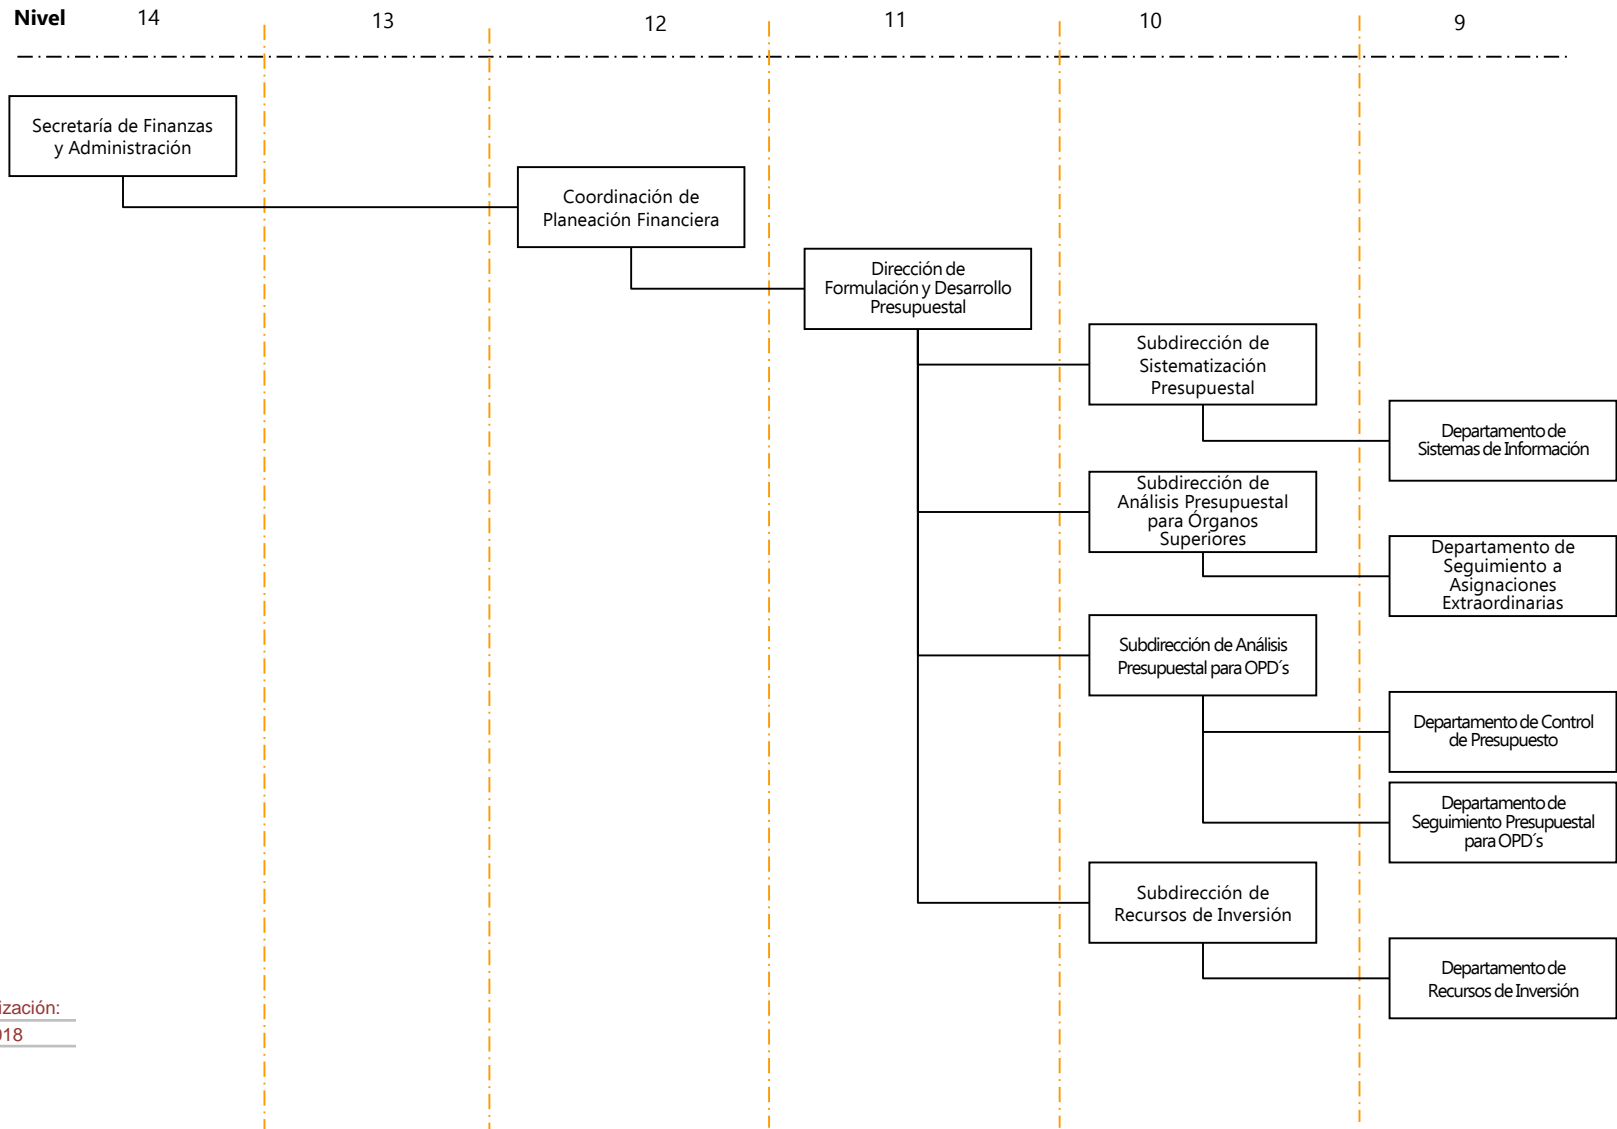 Nivel 14 13 12 11 10 9
Secretaría de Finanzas
y Administración
Coordinación de
Planeación Financiera
Dirección de
Formulación y Desarrollo
Presupuestal
Subdirección de
Sistematización
Presupuestal
Departamento de
Sistemas de Información
Subdirección de
Análisis Presupuestal
para Órganos
Superiores
Departamento de
Seguimiento a
Asignaciones
Extraordinarias
Subdirección de Análisis
Presupuestal para OPD´s
Departamento de Control
de Presupuesto
Departamento de
Seguimiento Presupuestal
para OPD´s
Subdirección de
Recursos de Inversión
Departamento de
Recursos de Inversión
ización:
018